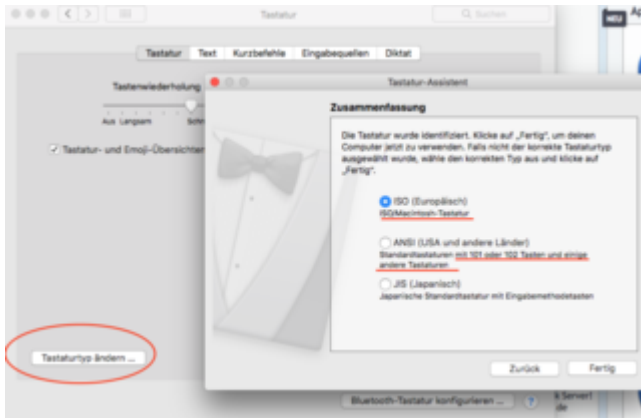 Tastatur
Suchen
NEU
Tastatur Text Kurzbefehle Eingabequellen Diktat
Tastenwiederholung
Aus Langsam
Tastatur- und Emoji-Übersichten
Tastaturtyp ändern ...
Bluetooth-Tastatur konfigurieren ... ?
Tastatur-Assistent
Zusammenfassung
Die Tastatur wurde identifiziert. Klicke auf „Fertig“, um deinen
Computer jetzt zu verwenden. Falls nicht der korrekte Tastaturtyp
ausgewählt wurde, wähle den korrekten Typ aus und klicke auf
„Fertig“.
ISO (Europäisch)
ISO/Macintosh-Tastatur
ANSI (USA und andere Länder)
Standardtastaturen mit 101 oder 102 Tasten und einige
andere Tastaturen
JIS (Japanisch)
Japanische Standardtastatur mit Eingabemethodetasten
Zurück Fertig